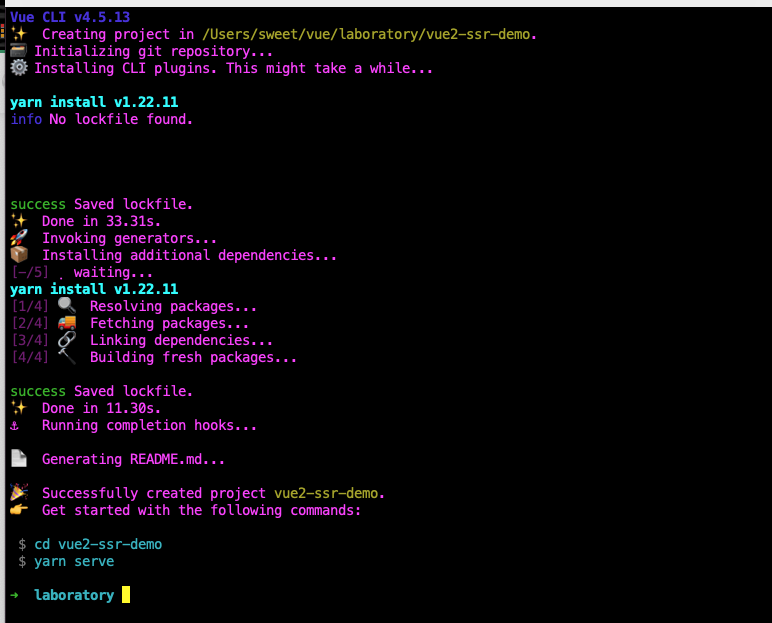 Vue CLI v4.5.13
✨ Creating project in /Users/sweet/vue/laboratory/vue2-ssr-demo.
🗃 Initializing git repository...
⚙️ Installing CLI plugins. This might take a while...
yarn install v1.22.11
info No lockfile found.
success Saved lockfile.
✨ Done in 33.31s.
🚀 Invoking generators...
📦 Installing additional dependencies...
[-/5] ⠠ waiting...
yarn install v1.22.11
[1/4] 🔍 Resolving packages...
[2/4] 🚚 Fetching packages...
[3/4] 🔗 Linking dependencies...
[4/4] 🔨 Building fresh packages...
success Saved lockfile.
✨ Done in 11.30s.
⚓ Running completion hooks...
📄 Generating README.md...
🎉 Successfully created project vue2-ssr-demo.
👉 Get started with the following commands:
$ cd vue2-ssr-demo
$ yarn serve
→ laboratory